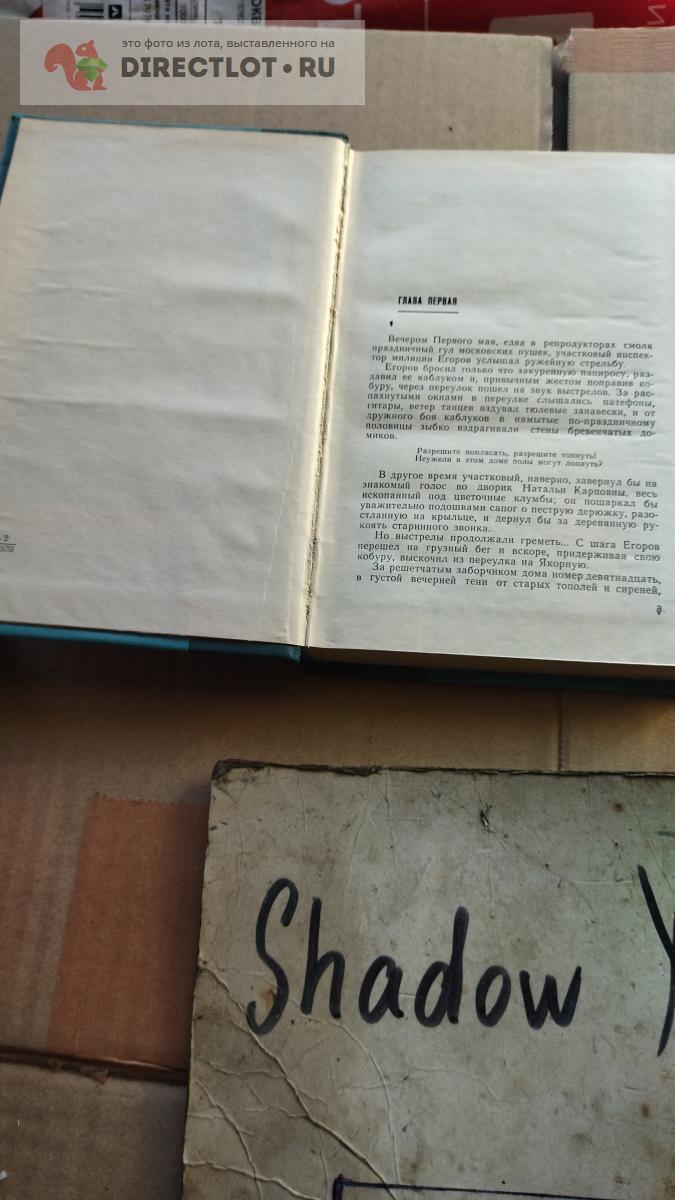 это фото из лота, выставленного на
DIRECTLOT.RU
ГЛАВА ПЕРВАЯ
Вечером Первого мая, едва в репродукторах смолк
праздничный гул московских пушек, участковый инспек-
тор милиции Егоров услышал ружейную стрельбу.
Егоров бросил только что закуренную папиросу, раз-
давил ее каблуком и, привычным жестом поправив ко-
буру, через переулок пошел на звук выстрелов. За рас-
пахнутыми окнами в переулке слышались патефоны,
гитары, ветер танцев вздувал тюлевые занавески, и от
дружного боя каблуков в намытые по-праздничному
половицы зыбко вздрагивали стены бревенчатых до-
миков.
Разрешите поплясать, разрешите топнуть!
Неужели в этом доме полы могут лопнуть?
В другое время участковый, наверно, завернул бы на
знакомый голос во дворик Натальи Карповны, весь
вскопанный под цветочные клумбы; он пошаркал бы
уважительно подошвами сапог о пеструю дерюжку, разо-
стланную на крыльце, и дернул бы за деревянную ру-
коять старинного звонка.
Но выстрелы продолжали греметь... С шага Егоров
перешел на грузный бег и вскоре, придерживая свою
кобуру, выскочил из переулка на Якорную.
За решетчатым заборчиком дома номер девятнадцать,
в густой вечерней тени от старых тополей и сиреней,
3
-2
970
Shadow Y